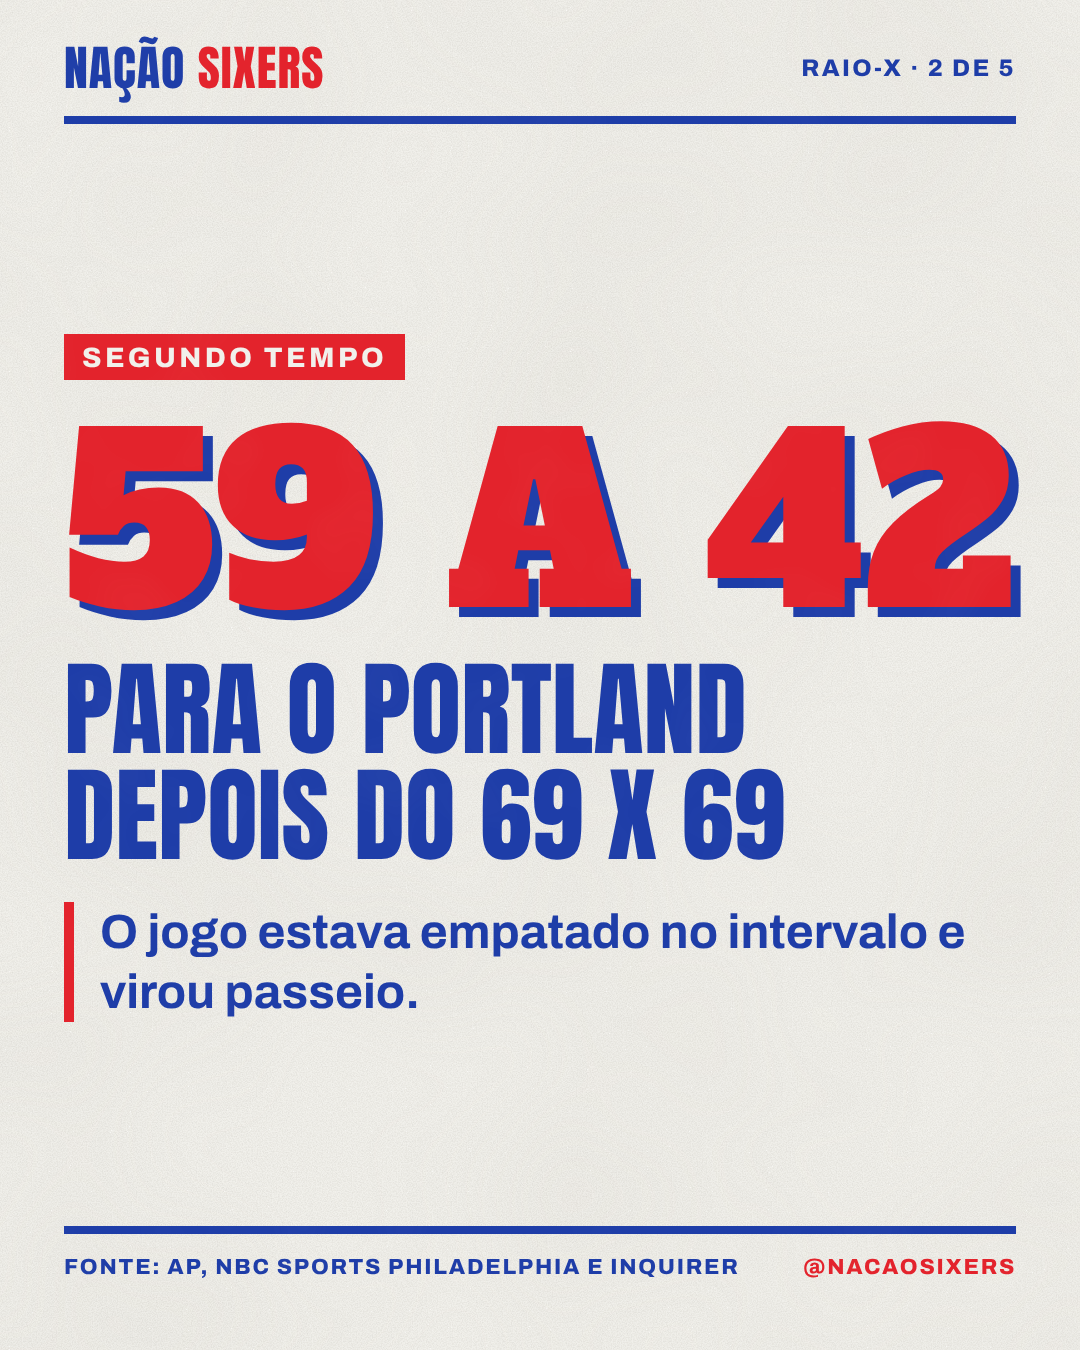 NAÇÃO SIXERS
RAIO-X · 2 DE 5
SEGUNDO TEMPO
59 A 42
PARA O PORTLAND
DEPOIS DO 69 X 69
O jogo estava empatado no intervalo e
virou passeio.
FONTE: AP, NBC SPORTS PHILADELPHIA E INQUIRER
@NACAOSIXERS